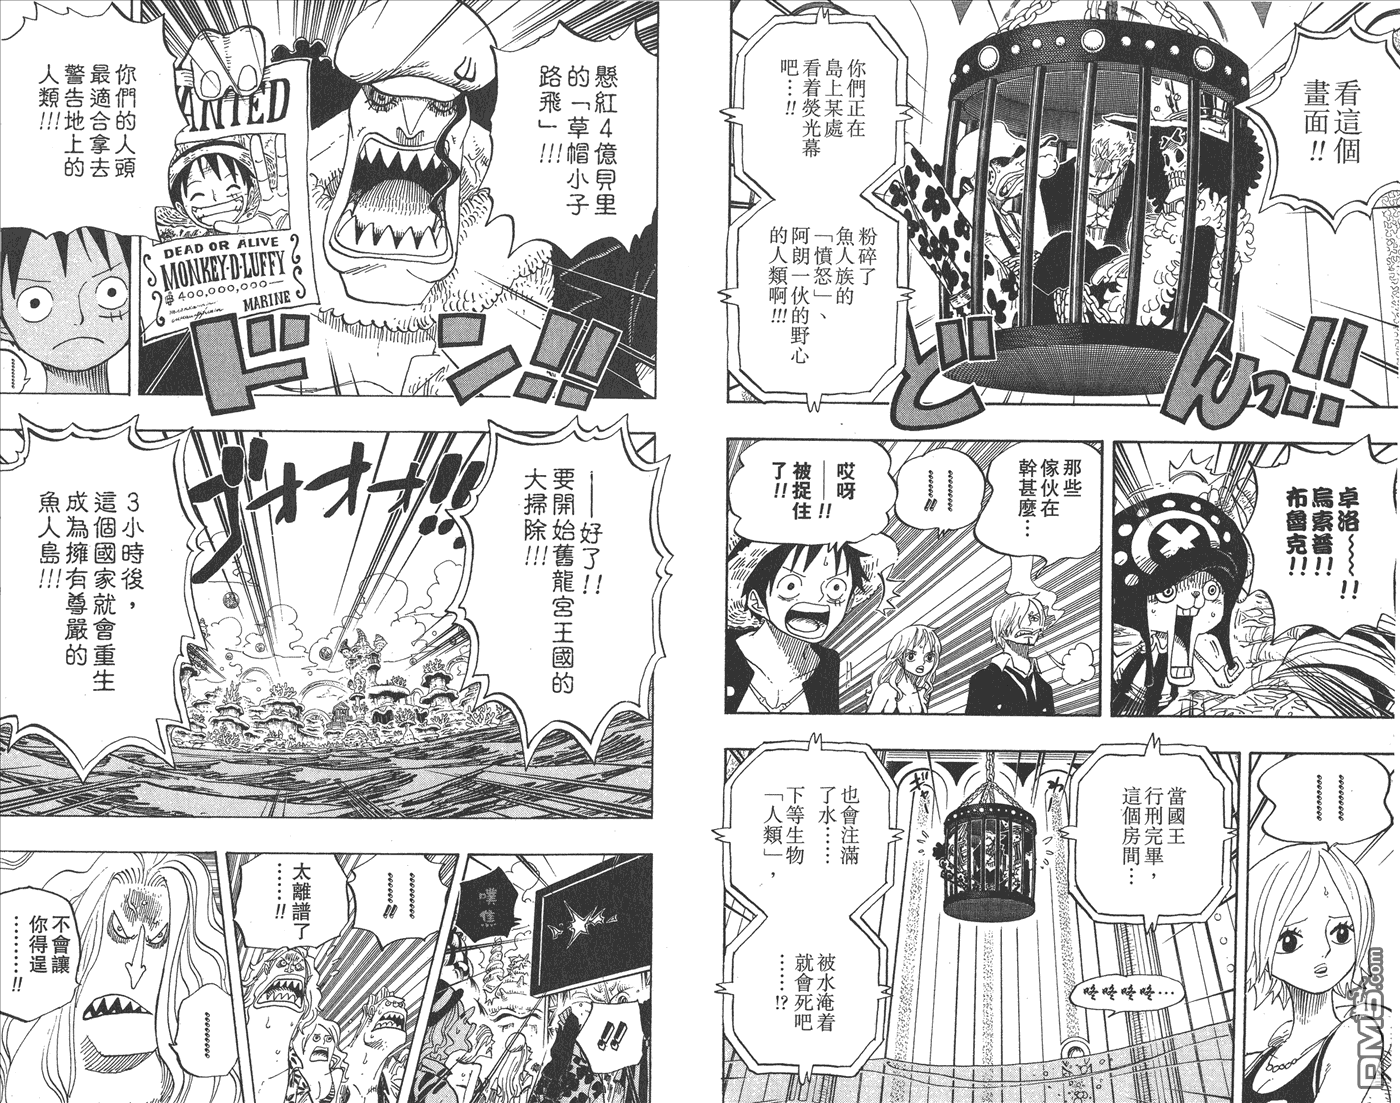 看這個
畫面!!
你們正在
島上某處
看着熒光幕
吧…!!
粉碎了
魚人族的
「憤怒」、
阿朗一伙的野心
的人類啊!!!
どんっ!!
卓洛~~~~!!
烏索普!!
布魯克!!
那些
傢伙在
幹甚麼…
………!!
哎呀
——!!
被捉住
了!!
………
當國王
行刑完畢，
這個房間…
也會注滿
了水……
下等生物
「人類」，
被水淹着
就會死吧
……!?
咚咚咚咚…
懸紅4億貝里
的「草帽小子
路飛」!!!
你們的人頭
最適合拿去
警告地上的
人類!!!
WANTED
DEAD OR ALIVE
MONKEY·D·LUFFY
400,000,000—
MARINE
ドン!!
………
——好了!!
要開始舊龍宮王國的
大掃除!!!
ブオオオ!!
3小時後，
這個國家就會重生
成為擁有尊嚴的
魚人島!!!
噗
!!
………!!
太離譜了
……!!
………
不會讓
你得逞
………!!